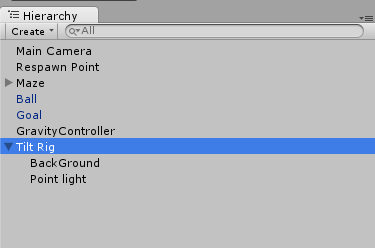 Hierarchy
Create All
Main Camera
Respawn Point
Maze
Ball
Goal
GravityController
Tilt Rig
BackGround
Point light